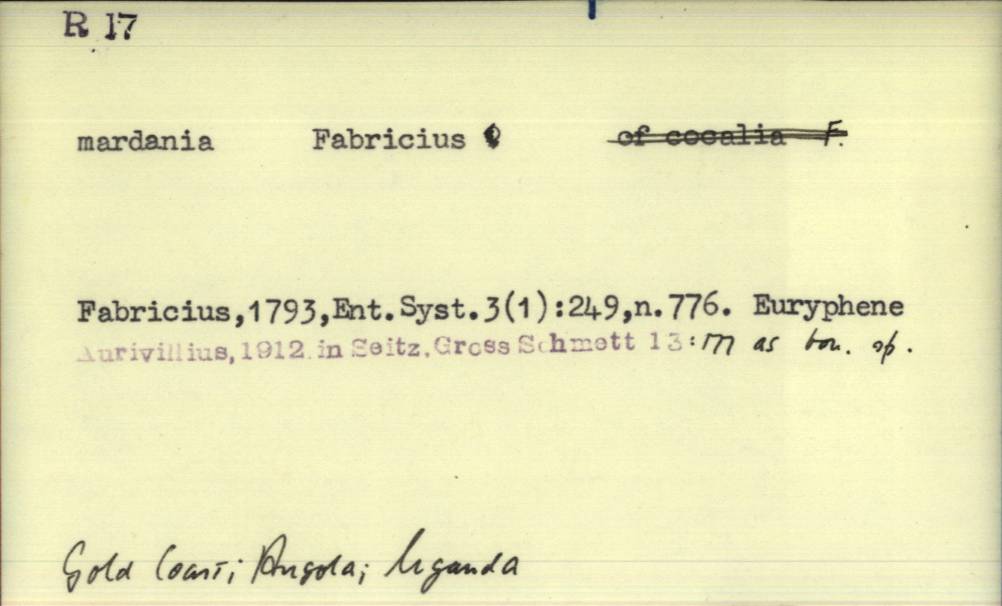 R 17
mardania Fabricius ♀ of cocalia F.
Fabricius,1793,Ent.Syst.3(1):249,n.776. Euryphene
Aurivillius,1912.in Seitz.Gross Schmett 13:177 as bon. sp.
Gold Coast; Angola; Uganda